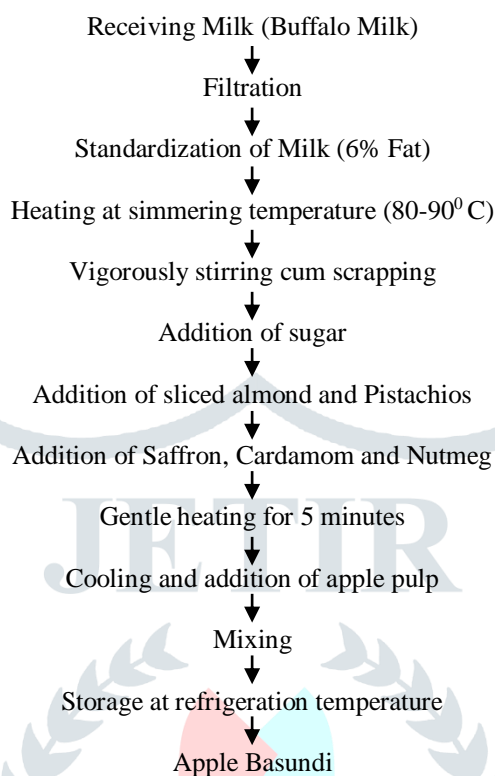 Receiving Milk (Buffalo Milk)
Filtration
Standardization of Milk (6% Fat)
Heating at simmering temperature (80-90⁰ C)
Vigorously stirring cum scrapping
Addition of sugar
Addition of sliced almond and Pistachios
Addition of Saffron, Cardamom and Nutmeg
JETIR
Gentle heating for 5 minutes
Cooling and addition of apple pulp
Mixing
Storage at refrigeration temperature
Apple Basundi